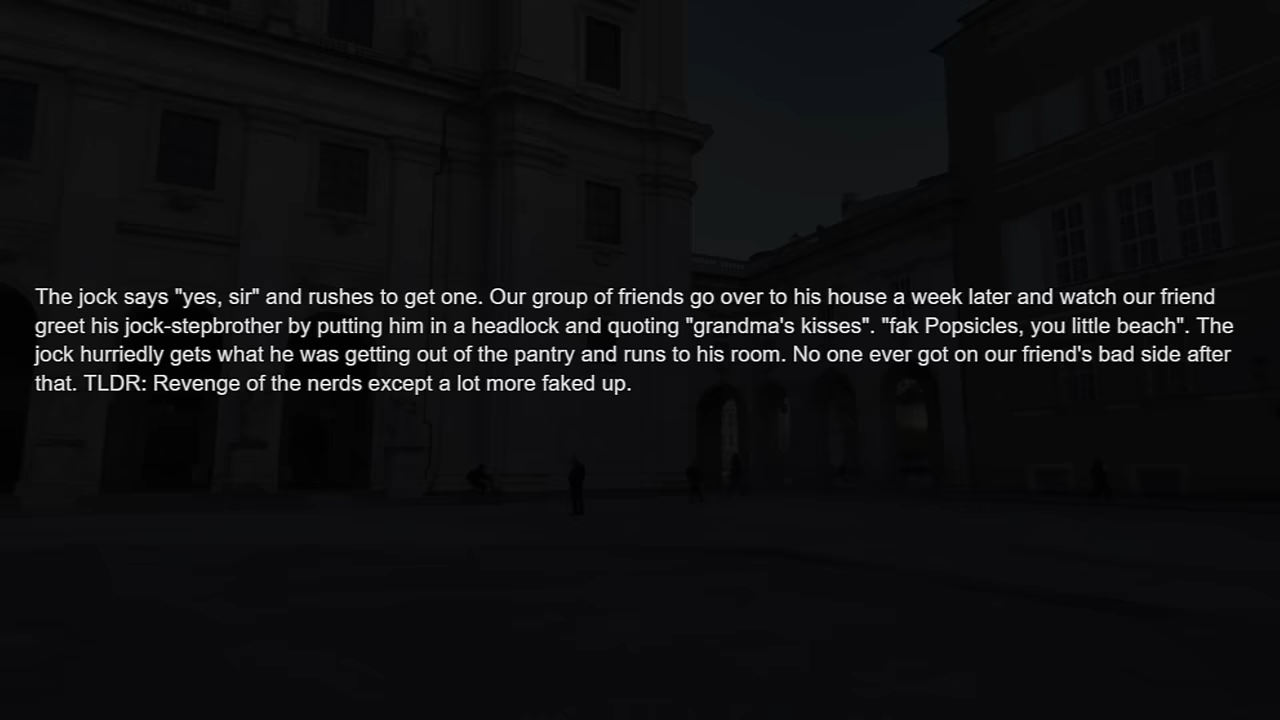 The jock says "yes, sir" and rushes to get one. Our group of friends go over to his house a week later and watch our friend
greet his jock-stepbrother by putting him in a headlock and quoting "grandma's kisses". "fak Popsicles, you little beach". The
jock hurriedly gets what he was getting out of the pantry and runs to his room. No one ever got on our friend's bad side after
that. TLDR: Revenge of the nerds except a lot more faked up.